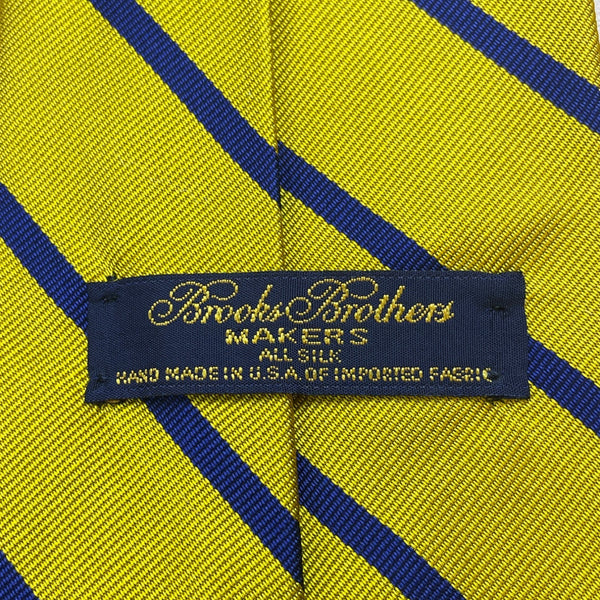 Brooks Brothers
MAKERS
ALL SILK
HAND MADE IN U.S.A. OF IMPORTED FABRIC